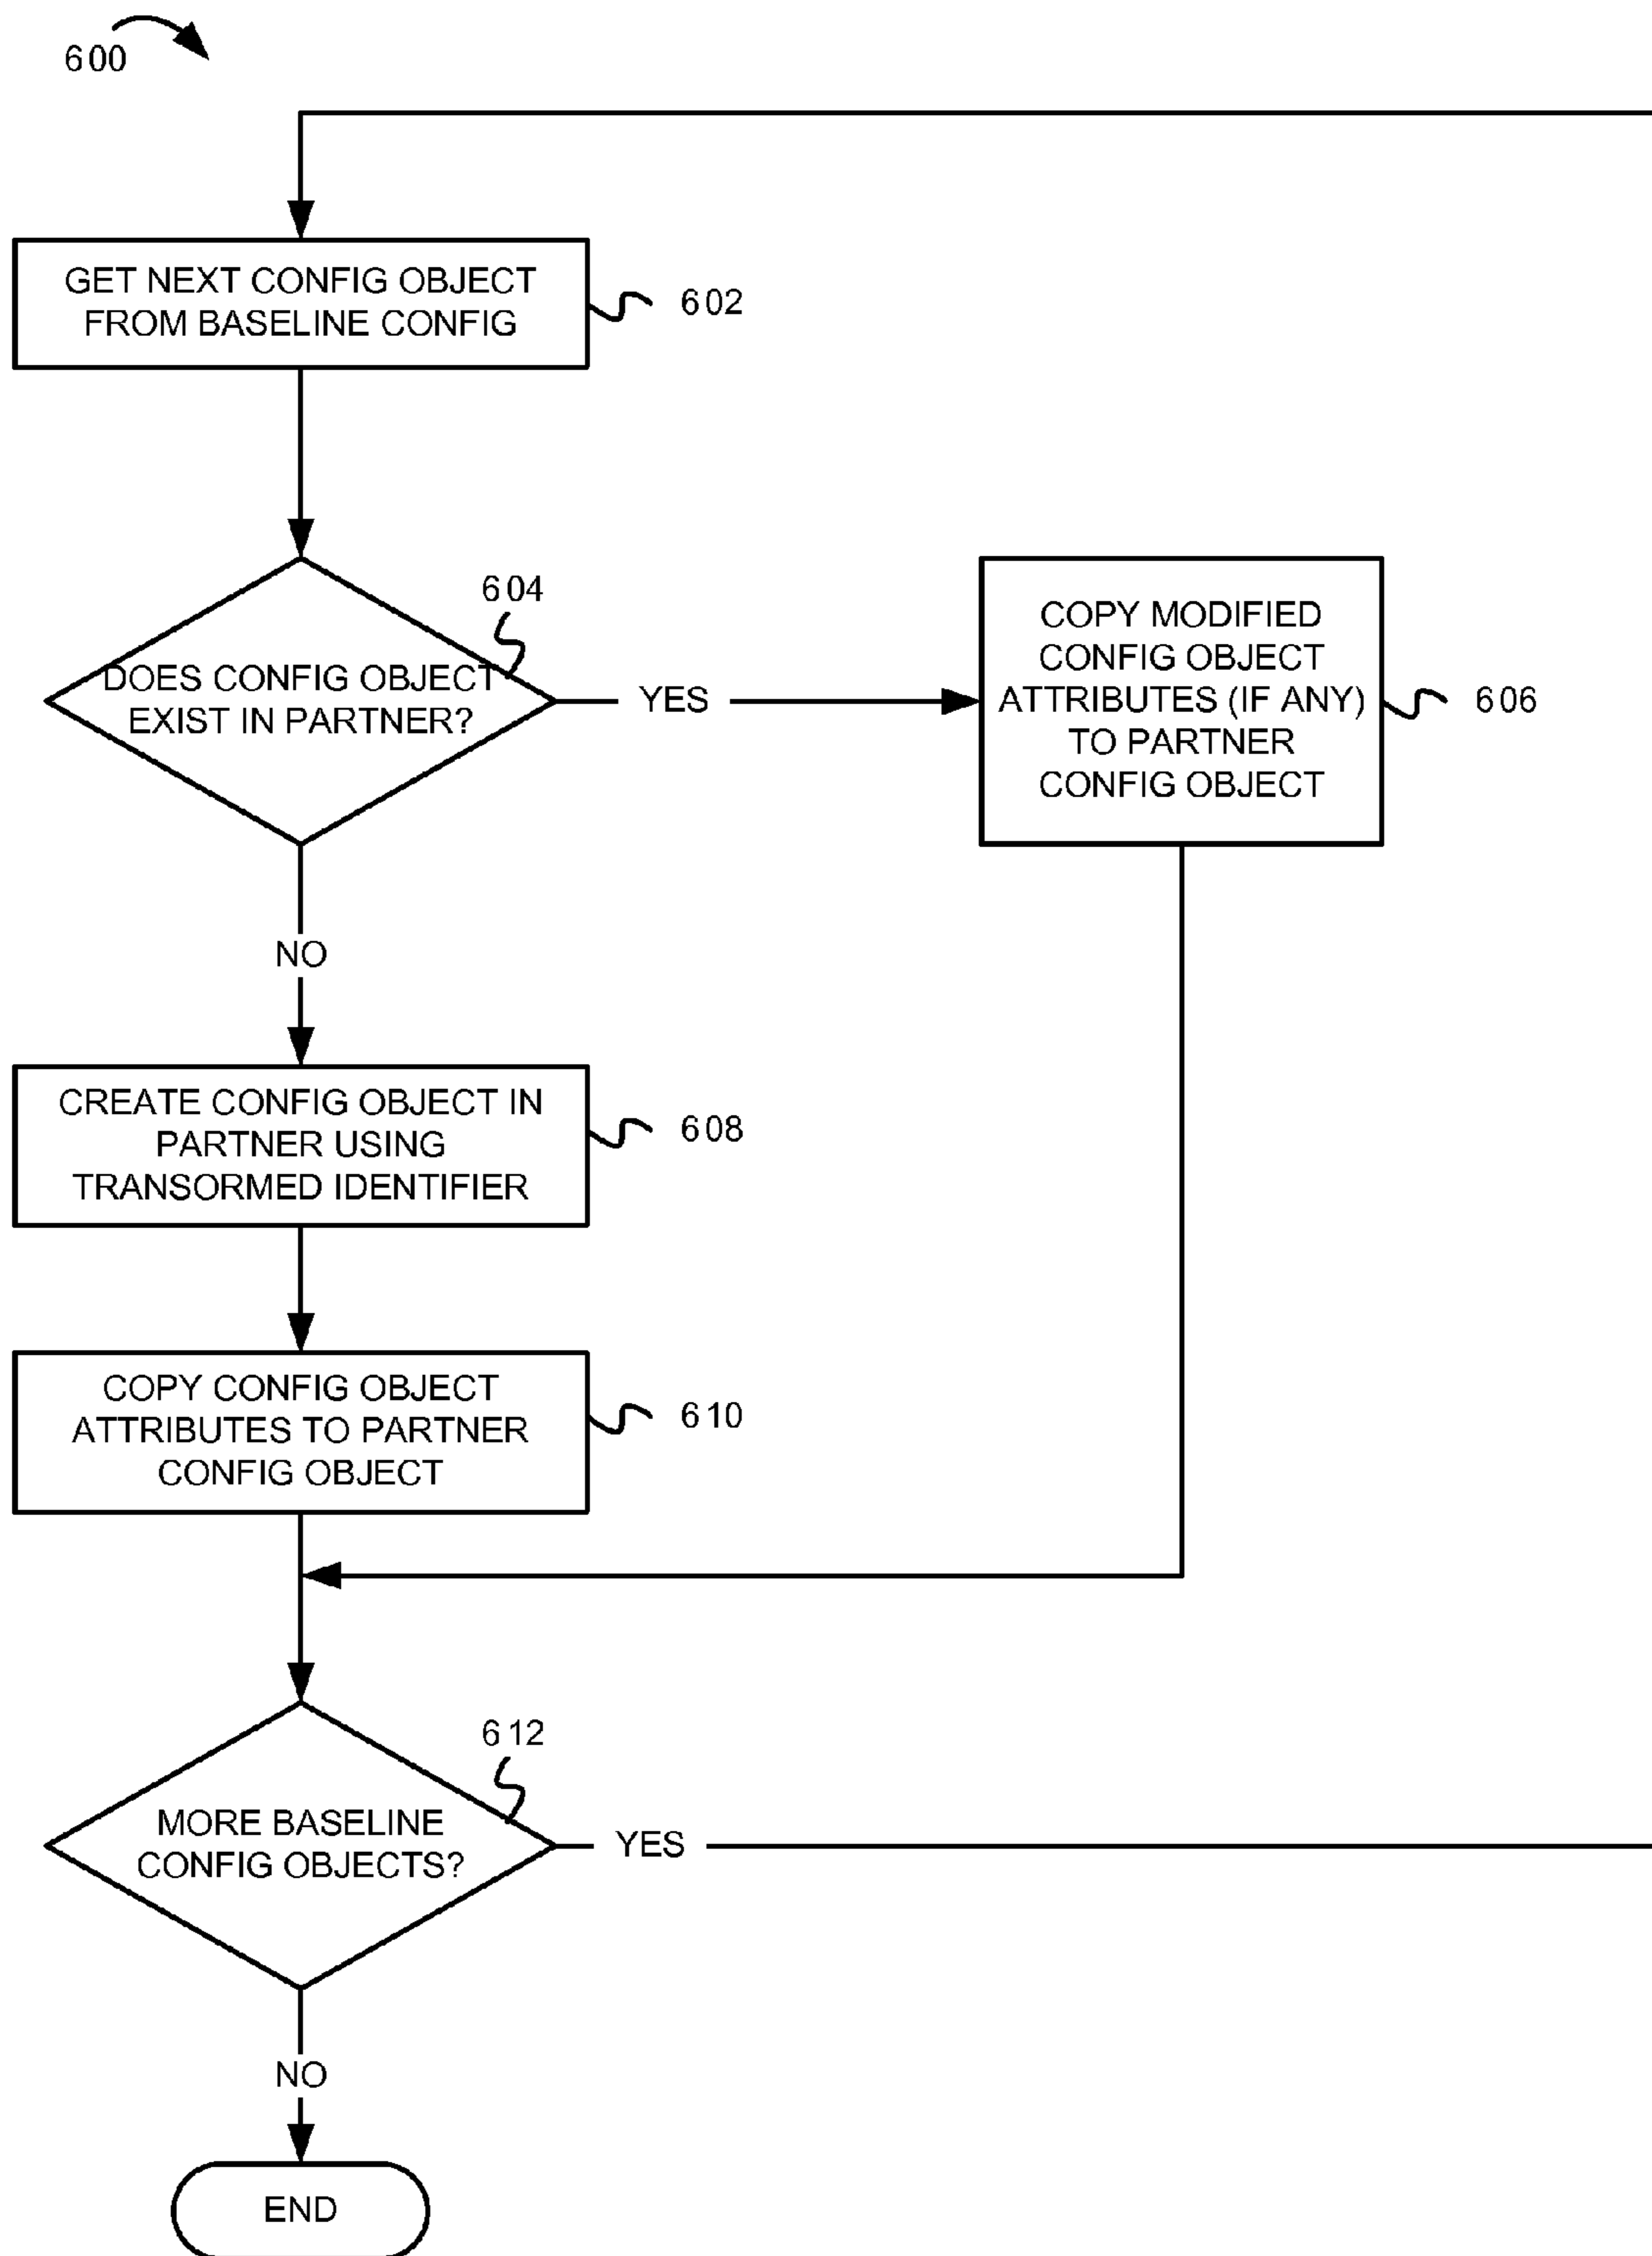 600
GET NEXT CONFIG OBJECT
FROM BASELINE CONFIG
602
604
DOES CONFIG OBJECT
EXIST IN PARTNER?
YES
COPY MODIFIED
CONFIG OBJECT
ATTRIBUTES (IF ANY)
TO PARTNER
CONFIG OBJECT
606
NO
CREATE CONFIG OBJECT IN
PARTNER USING
TRANSORMED IDENTIFIER
608
COPY CONFIG OBJECT
ATTRIBUTES TO PARTNER
CONFIG OBJECT
610
612
MORE BASELINE
CONFIG OBJECTS?
YES
NO
END